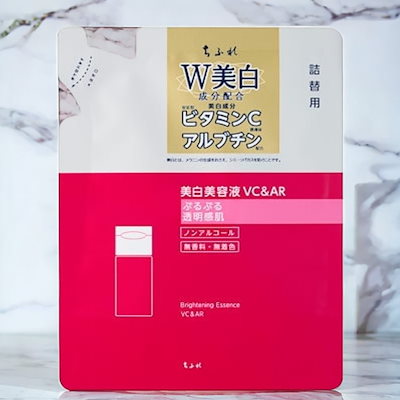 ちふれ
W美白
成分配合
美白成分
ビタミンC
アルブチン
詰替用
美白美容液 VC&AR
ぷるぷる
透明感肌
ノンアルコール
無香料・無着色
Brightening Essence
VC&AR
ちふれ